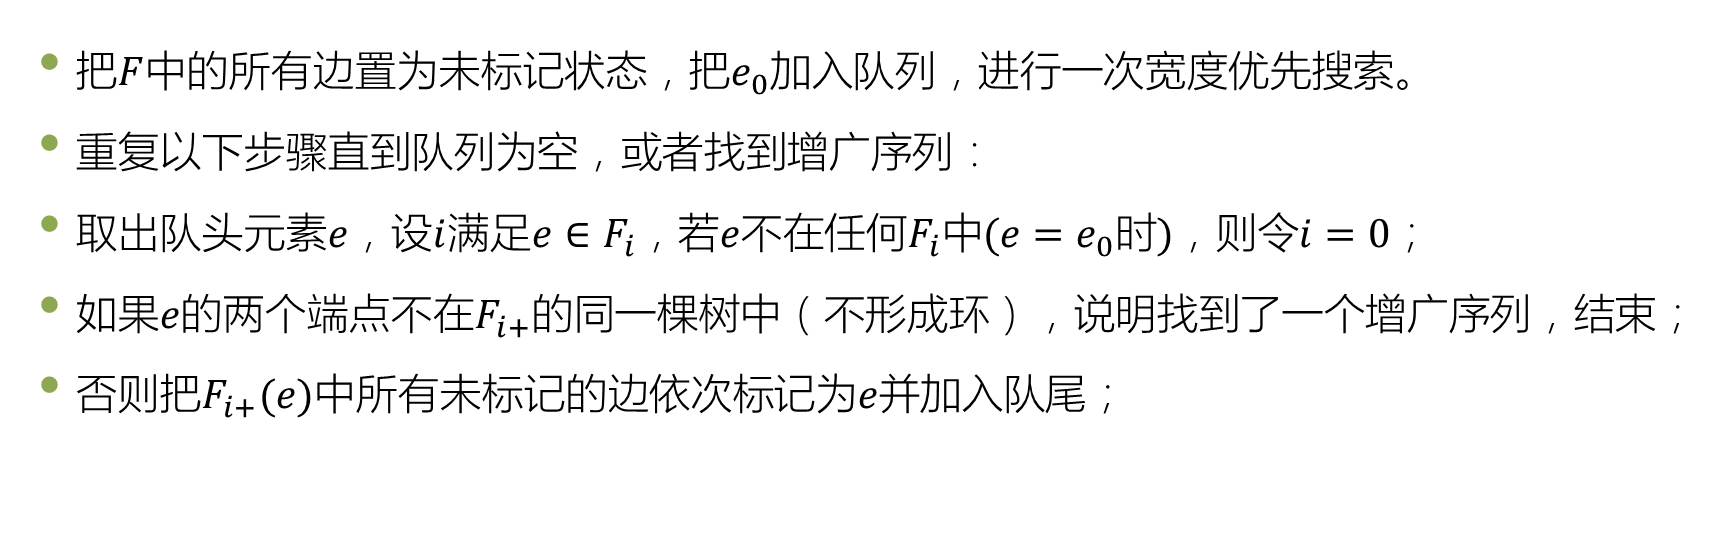 • 把F中的所有边置为未标记状态，把e₀加入队列，进行一次宽度优先搜索。
• 重复以下步骤直到队列为空，或者找到增广序列：
• 取出队头元素e，设i满足e ∈ Fᵢ，若e不在任何Fᵢ中(e = e₀时)，则令i = 0；
• 如果e的两个端点不在Fᵢ₊的同一棵树中（不形成环），说明找到了一个增广序列，结束；
• 否则把Fᵢ₊(e)中所有未标记的边依次标记为e并加入队尾；